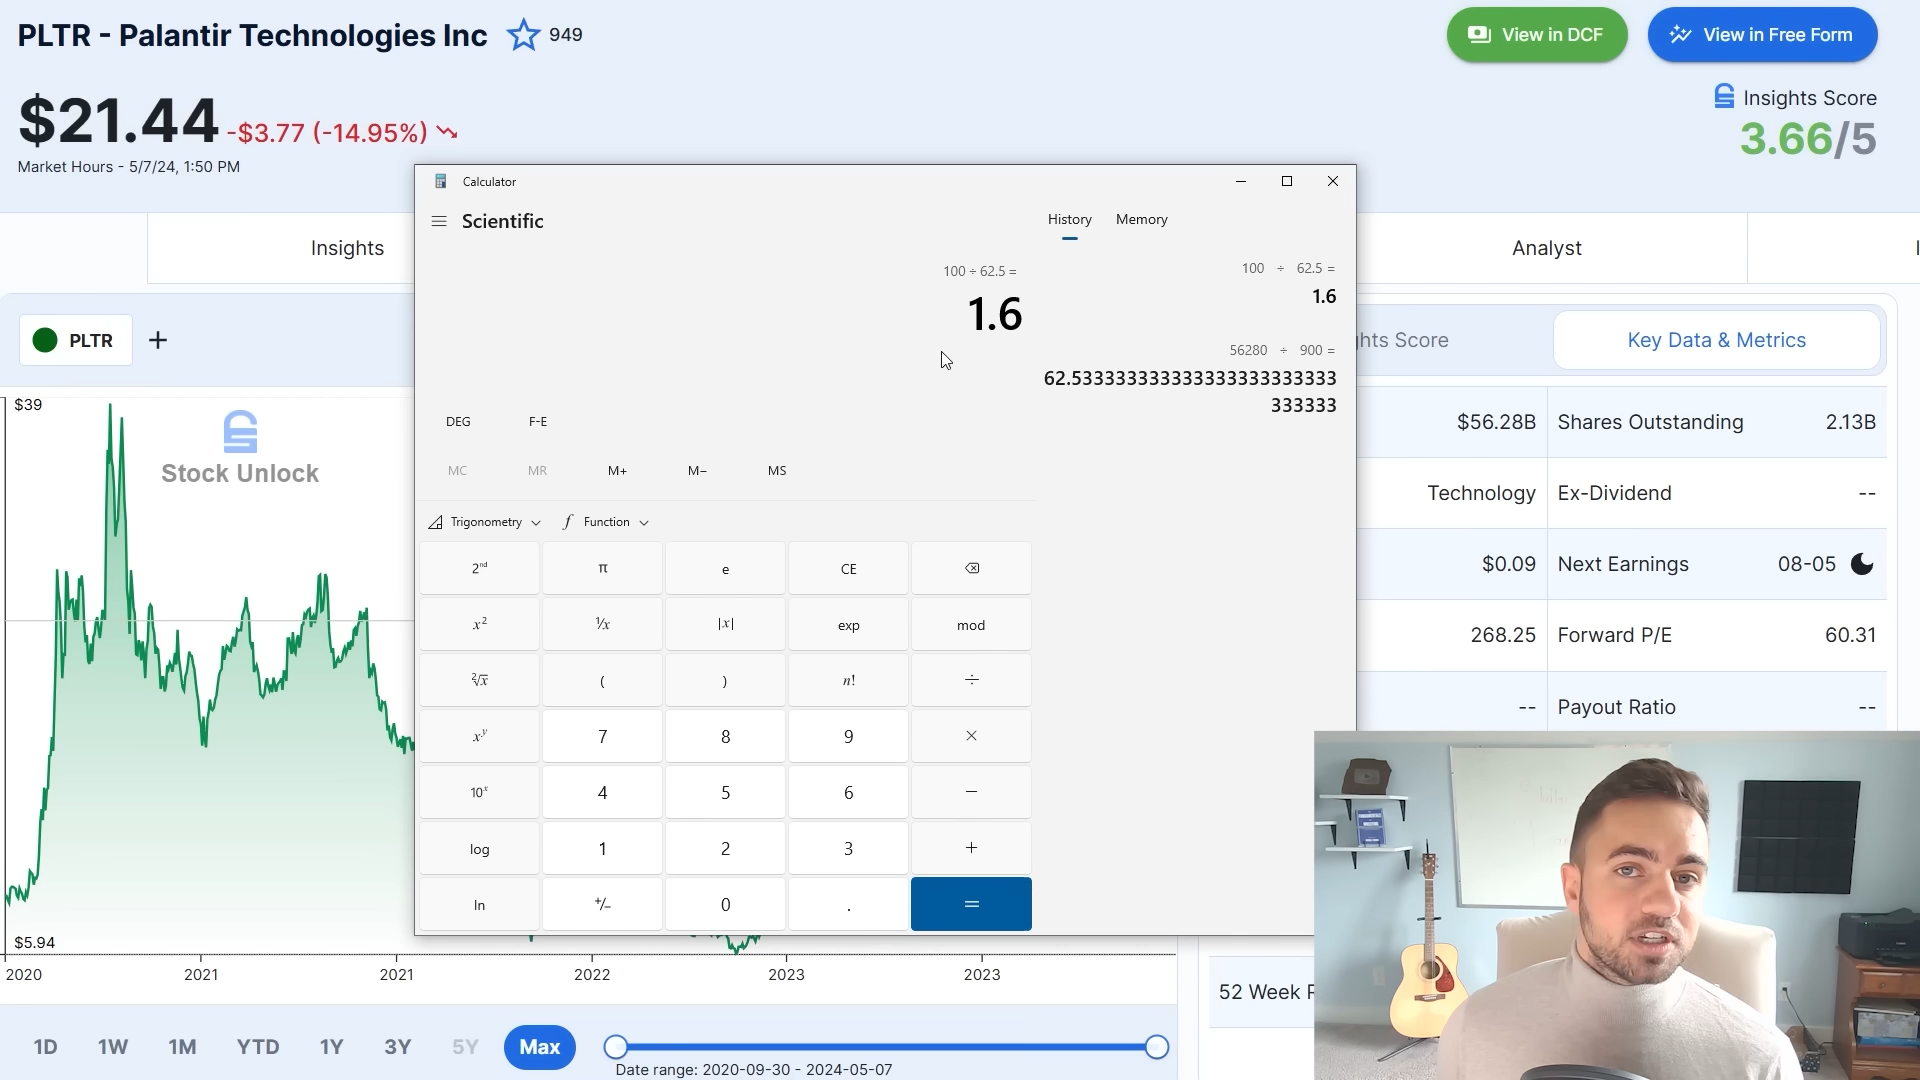 PLTR - Palantir Technologies Inc
949
View in DCF
View in Free Form
$21.44
-$3.77 (-14.95%)
Market Hours - 5/7/24, 1:50 PM
Insights Score
3.66/5
Insights
Analyst
PLTR
+
$39
Stock Unlock
$5.94
2020
2021
2021
2022
2023
2023
1D
1W
1M
YTD
1Y
3Y
5Y
Max
Date range: 2020-09-30 - 2024-05-07
Calculator
Scientific
History
Memory
100 ÷ 62.5 =
1.6
100 ÷ 62.5 =
1.6
56280 ÷ 900 =
62.53333333333333333333333
333333
DEG
F-E
MC
MR
M+
M−
MS
Trigonometry
f Function
2ⁿᵈ
π
e
CE
x²
¹/x
|x|
exp
mod
²√x
(
)
n!
÷
xʸ
7
8
9
×
10ˣ
4
5
6
−
log
1
2
3
+
ln
+/−
0
.
=
hts Score
Key Data & Metrics
$56.28B
Shares Outstanding
2.13B
Technology
Ex-Dividend
--
$0.09
Next Earnings
08-05
268.25
Forward P/E
60.31
--
Payout Ratio
--
52 Week